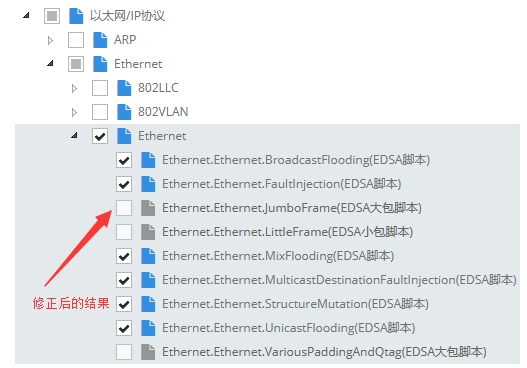 以太网/IP协议
ARP
Ethernet
802LLC
802VLAN
Ethernet
Ethernet.Ethernet.BroadcastFlooding(EDSA脚本)
Ethernet.Ethernet.FaultInjection(EDSA脚本)
Ethernet.Ethernet.JumboFrame(EDSA大包脚本)
Ethernet.Ethernet.LittleFrame(EDSA小包脚本)
Ethernet.Ethernet.MixFlooding(EDSA脚本)
Ethernet.Ethernet.MulticastDestinationFaultInjection(EDSA脚本)
修正后的结果
Ethernet.Ethernet.StructureMutation(EDSA脚本)
Ethernet.Ethernet.UnicastFlooding(EDSA脚本)
Ethernet.Ethernet.VariousPaddingAndQtag(EDSA大包脚本)